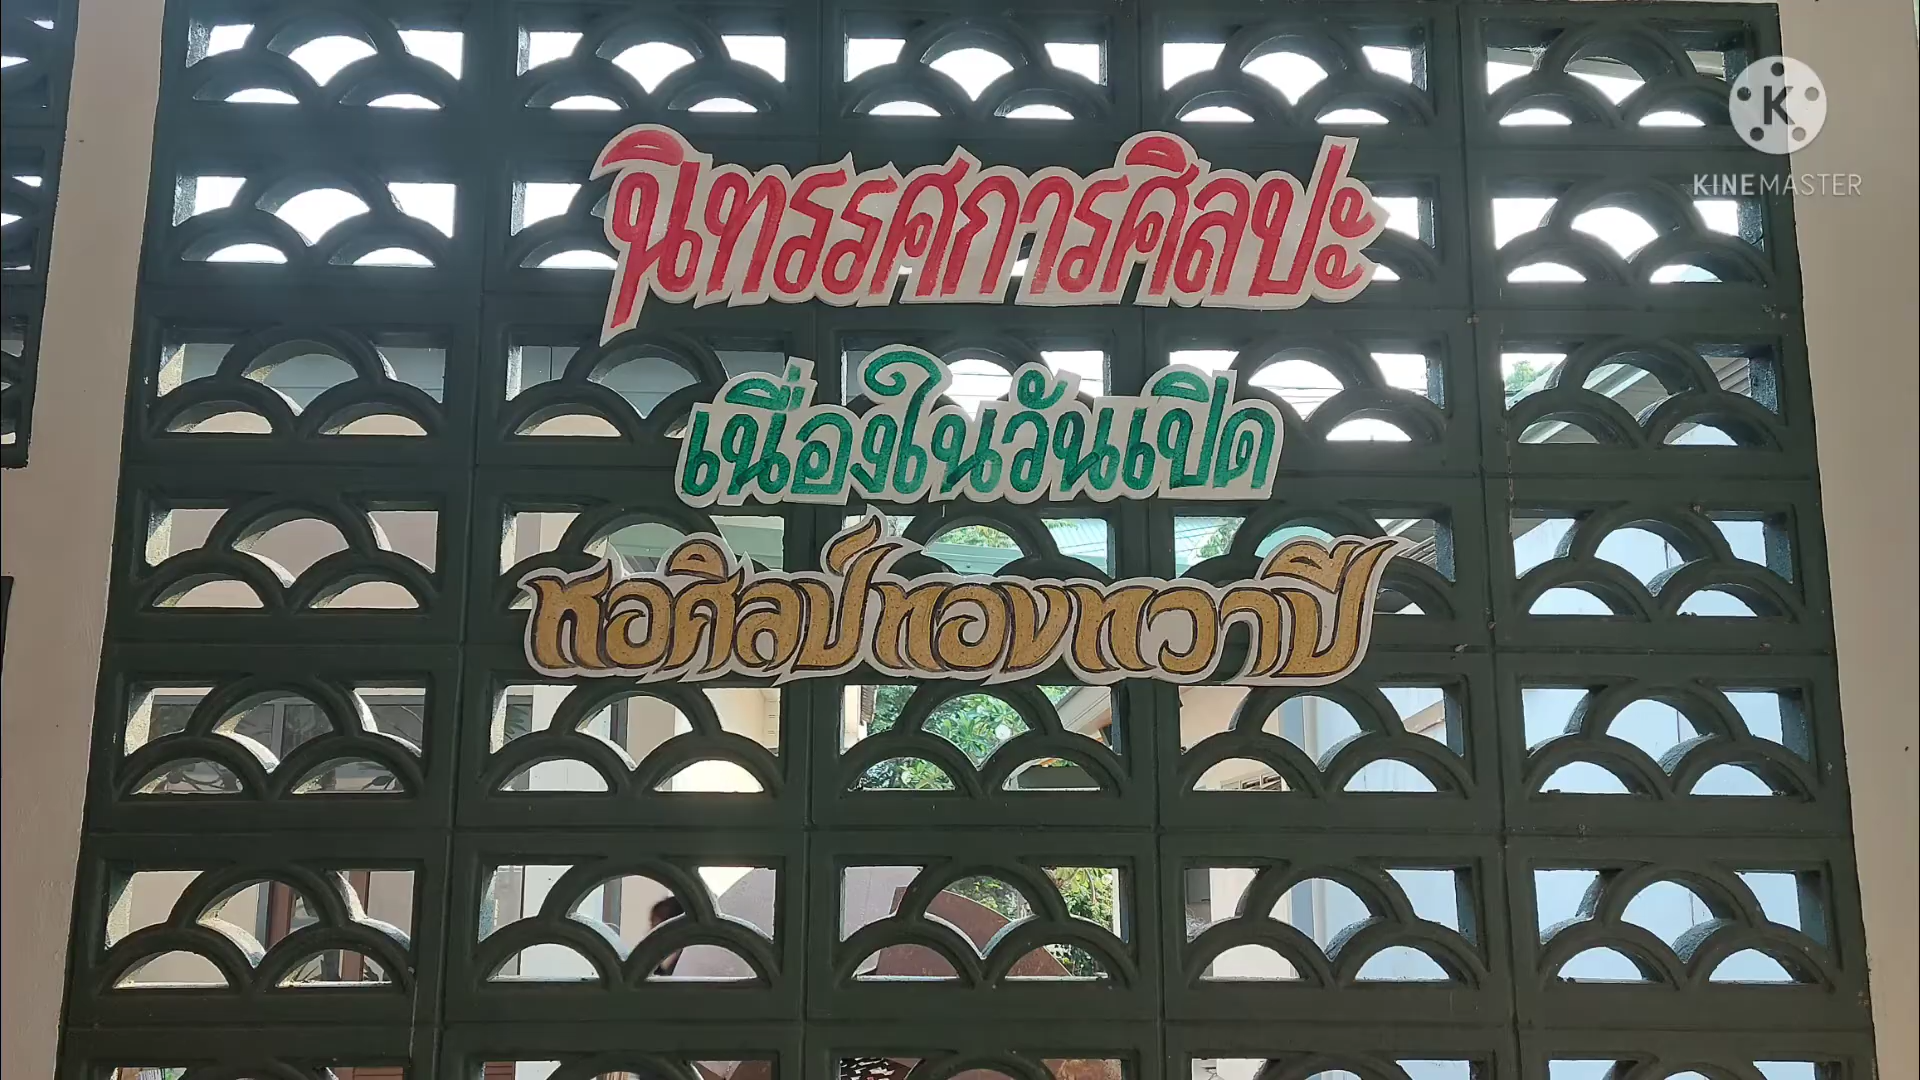 นิทรรศการศิลปะ
เนื่องในวันเปิด
หอศิลป์ทองทวาปี
K
KINEMASTER